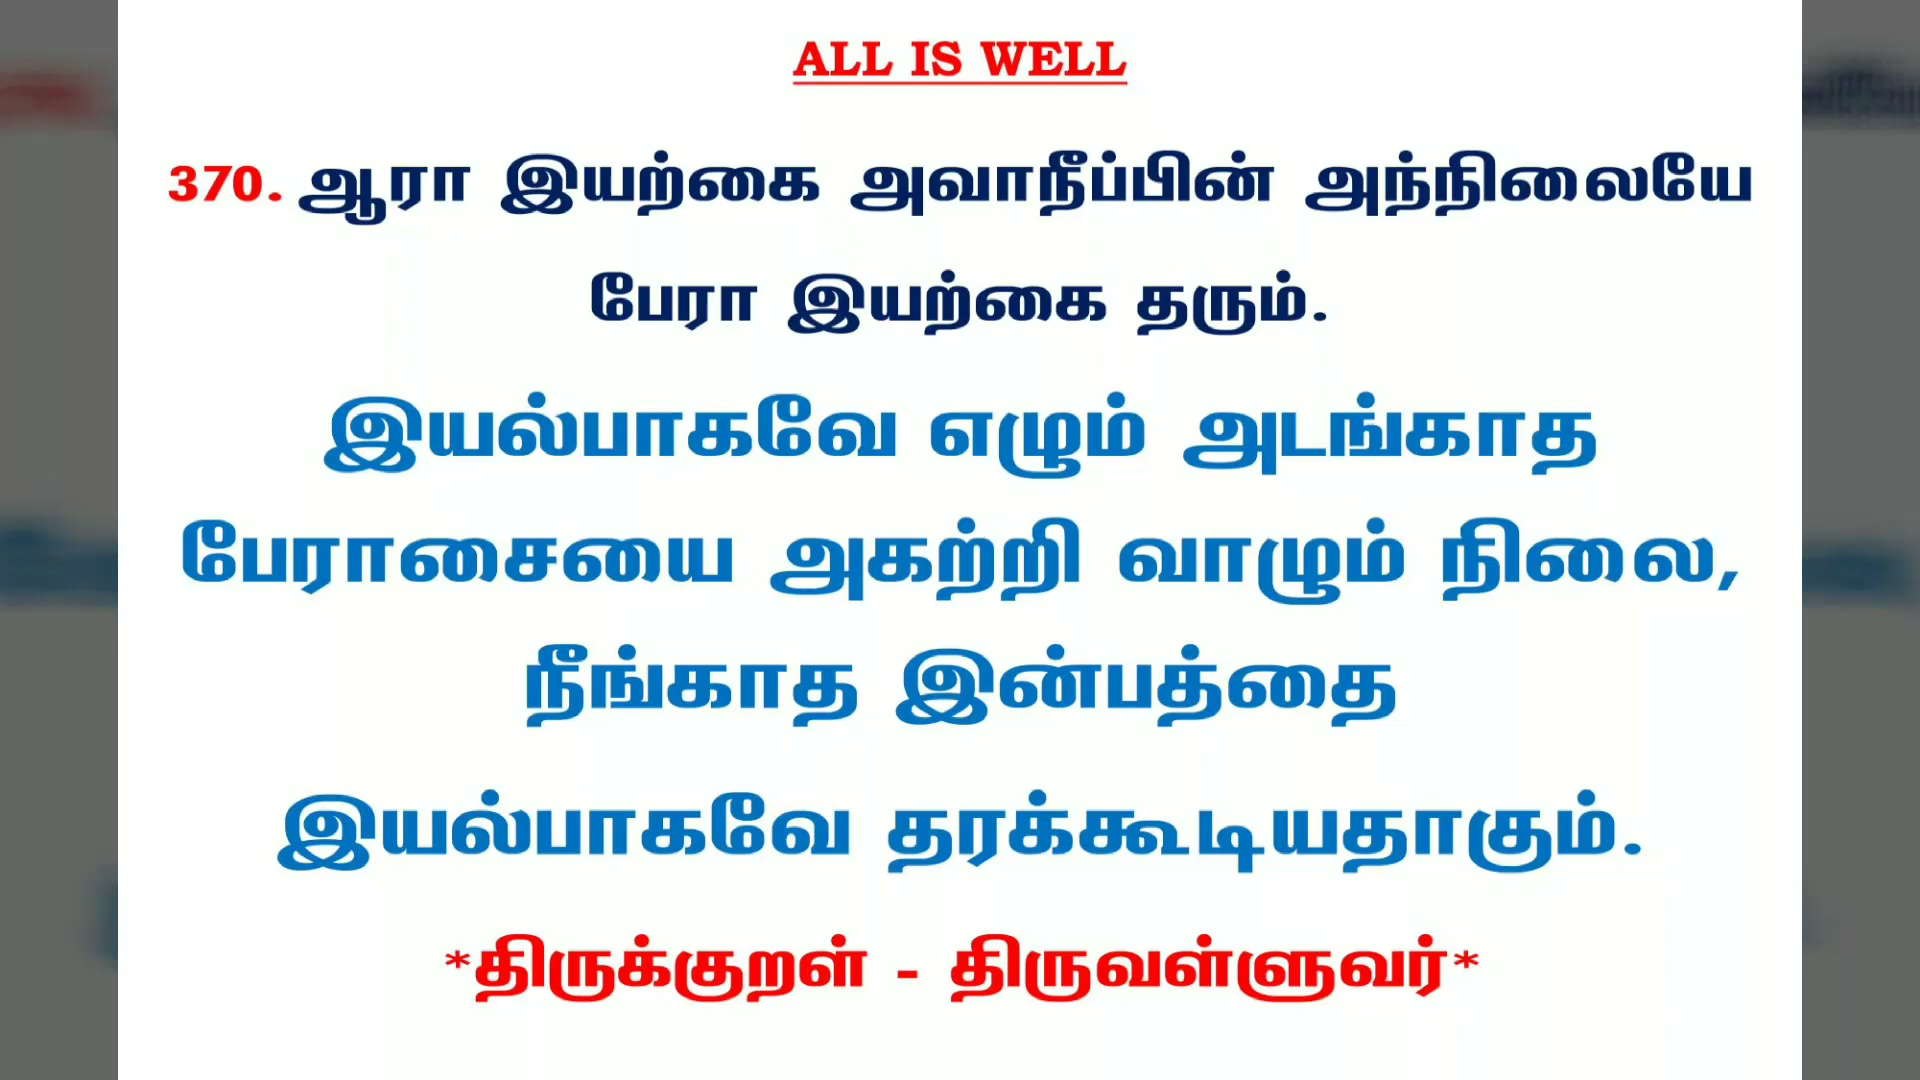 ALL IS WELL
370. ஆரா இயற்கை அவாநீப்பின் அந்நிலையே
பேரா இயற்கை தரும்.
இயல்பாகவே எழும் அடங்காத
பேராசையை அகற்றி வாழும் நிலை,
நீங்காத இன்பத்தை
இயல்பாகவே தரக்கூடியதாகும்.
*திருக்குறள் - திருவள்ளுவர்*